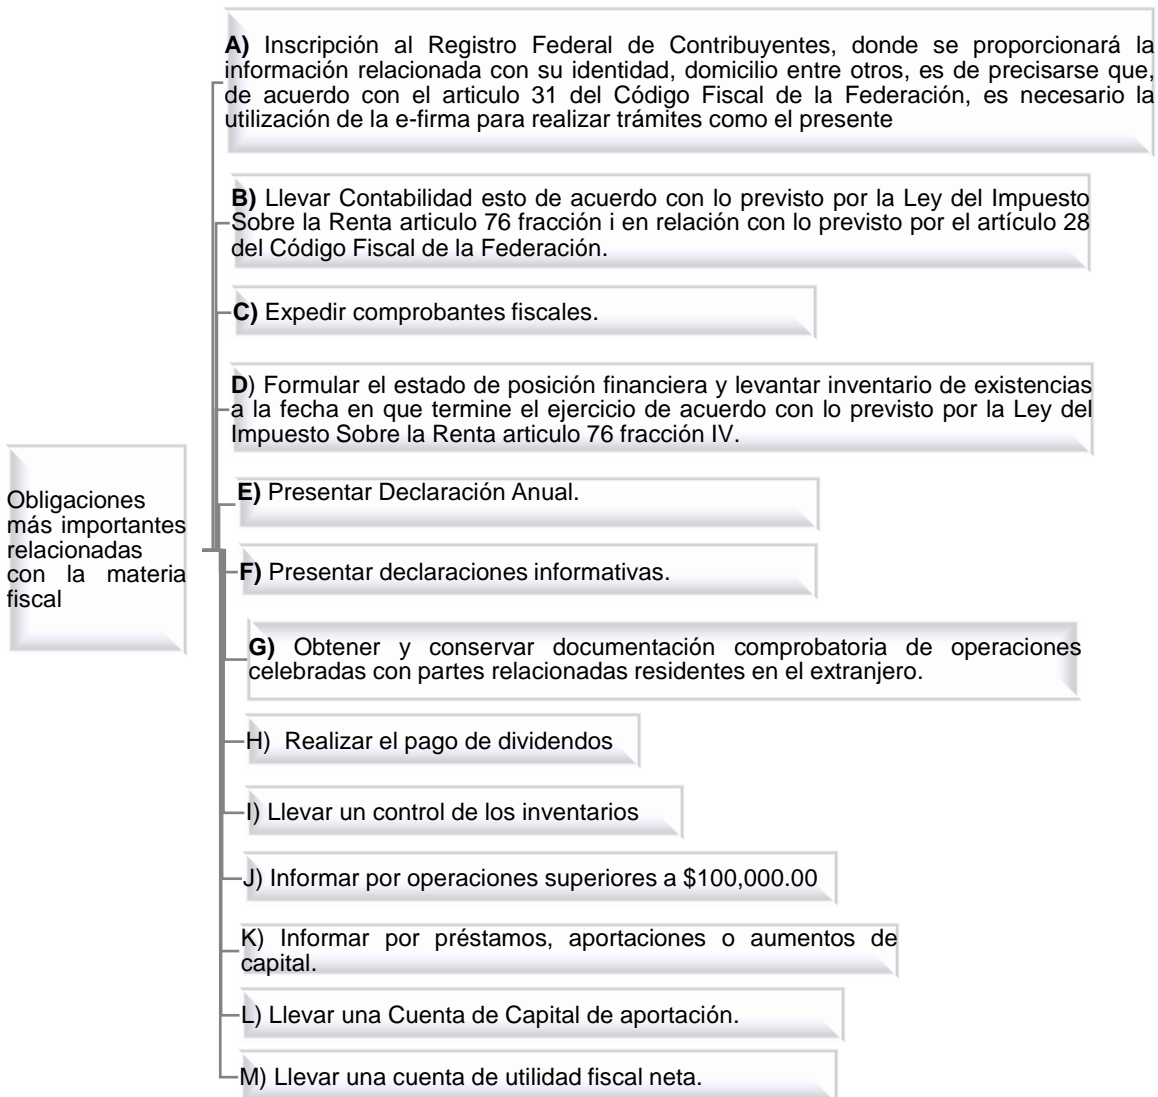 A) Inscripción al Registro Federal de Contribuyentes, donde se proporcionará la
información relacionada con su identidad, domicilio entre otros, es de precisarse que,
de acuerdo con el articulo 31 del Código Fiscal de la Federación, es necesario la
utilización de la e-firma para realizar trámites como el presente
B) Llevar Contabilidad esto de acuerdo con lo previsto por la Ley del Impuesto
Sobre la Renta articulo 76 fracción i en relación con lo previsto por el artículo 28
del Código Fiscal de la Federación.
C) Expedir comprobantes fiscales.
D) Formular el estado de posición financiera y levantar inventario de existencias
a la fecha en que termine el ejercicio de acuerdo con lo previsto por la Ley del
Impuesto Sobre la Renta articulo 76 fracción IV.
Obligaciones
más importantes
relacionadas
con la materia
fiscal
E) Presentar Declaración Anual.
F) Presentar declaraciones informativas.
G) Obtener y conservar documentación comprobatoria de operaciones
celebradas con partes relacionadas residentes en el extranjero.
H) Realizar el pago de dividendos
I) Llevar un control de los inventarios
J) Informar por operaciones superiores a $100,000.00
K) Informar por préstamos, aportaciones o aumentos de
capital.
L) Llevar una Cuenta de Capital de aportación.
M) Llevar una cuenta de utilidad fiscal neta.